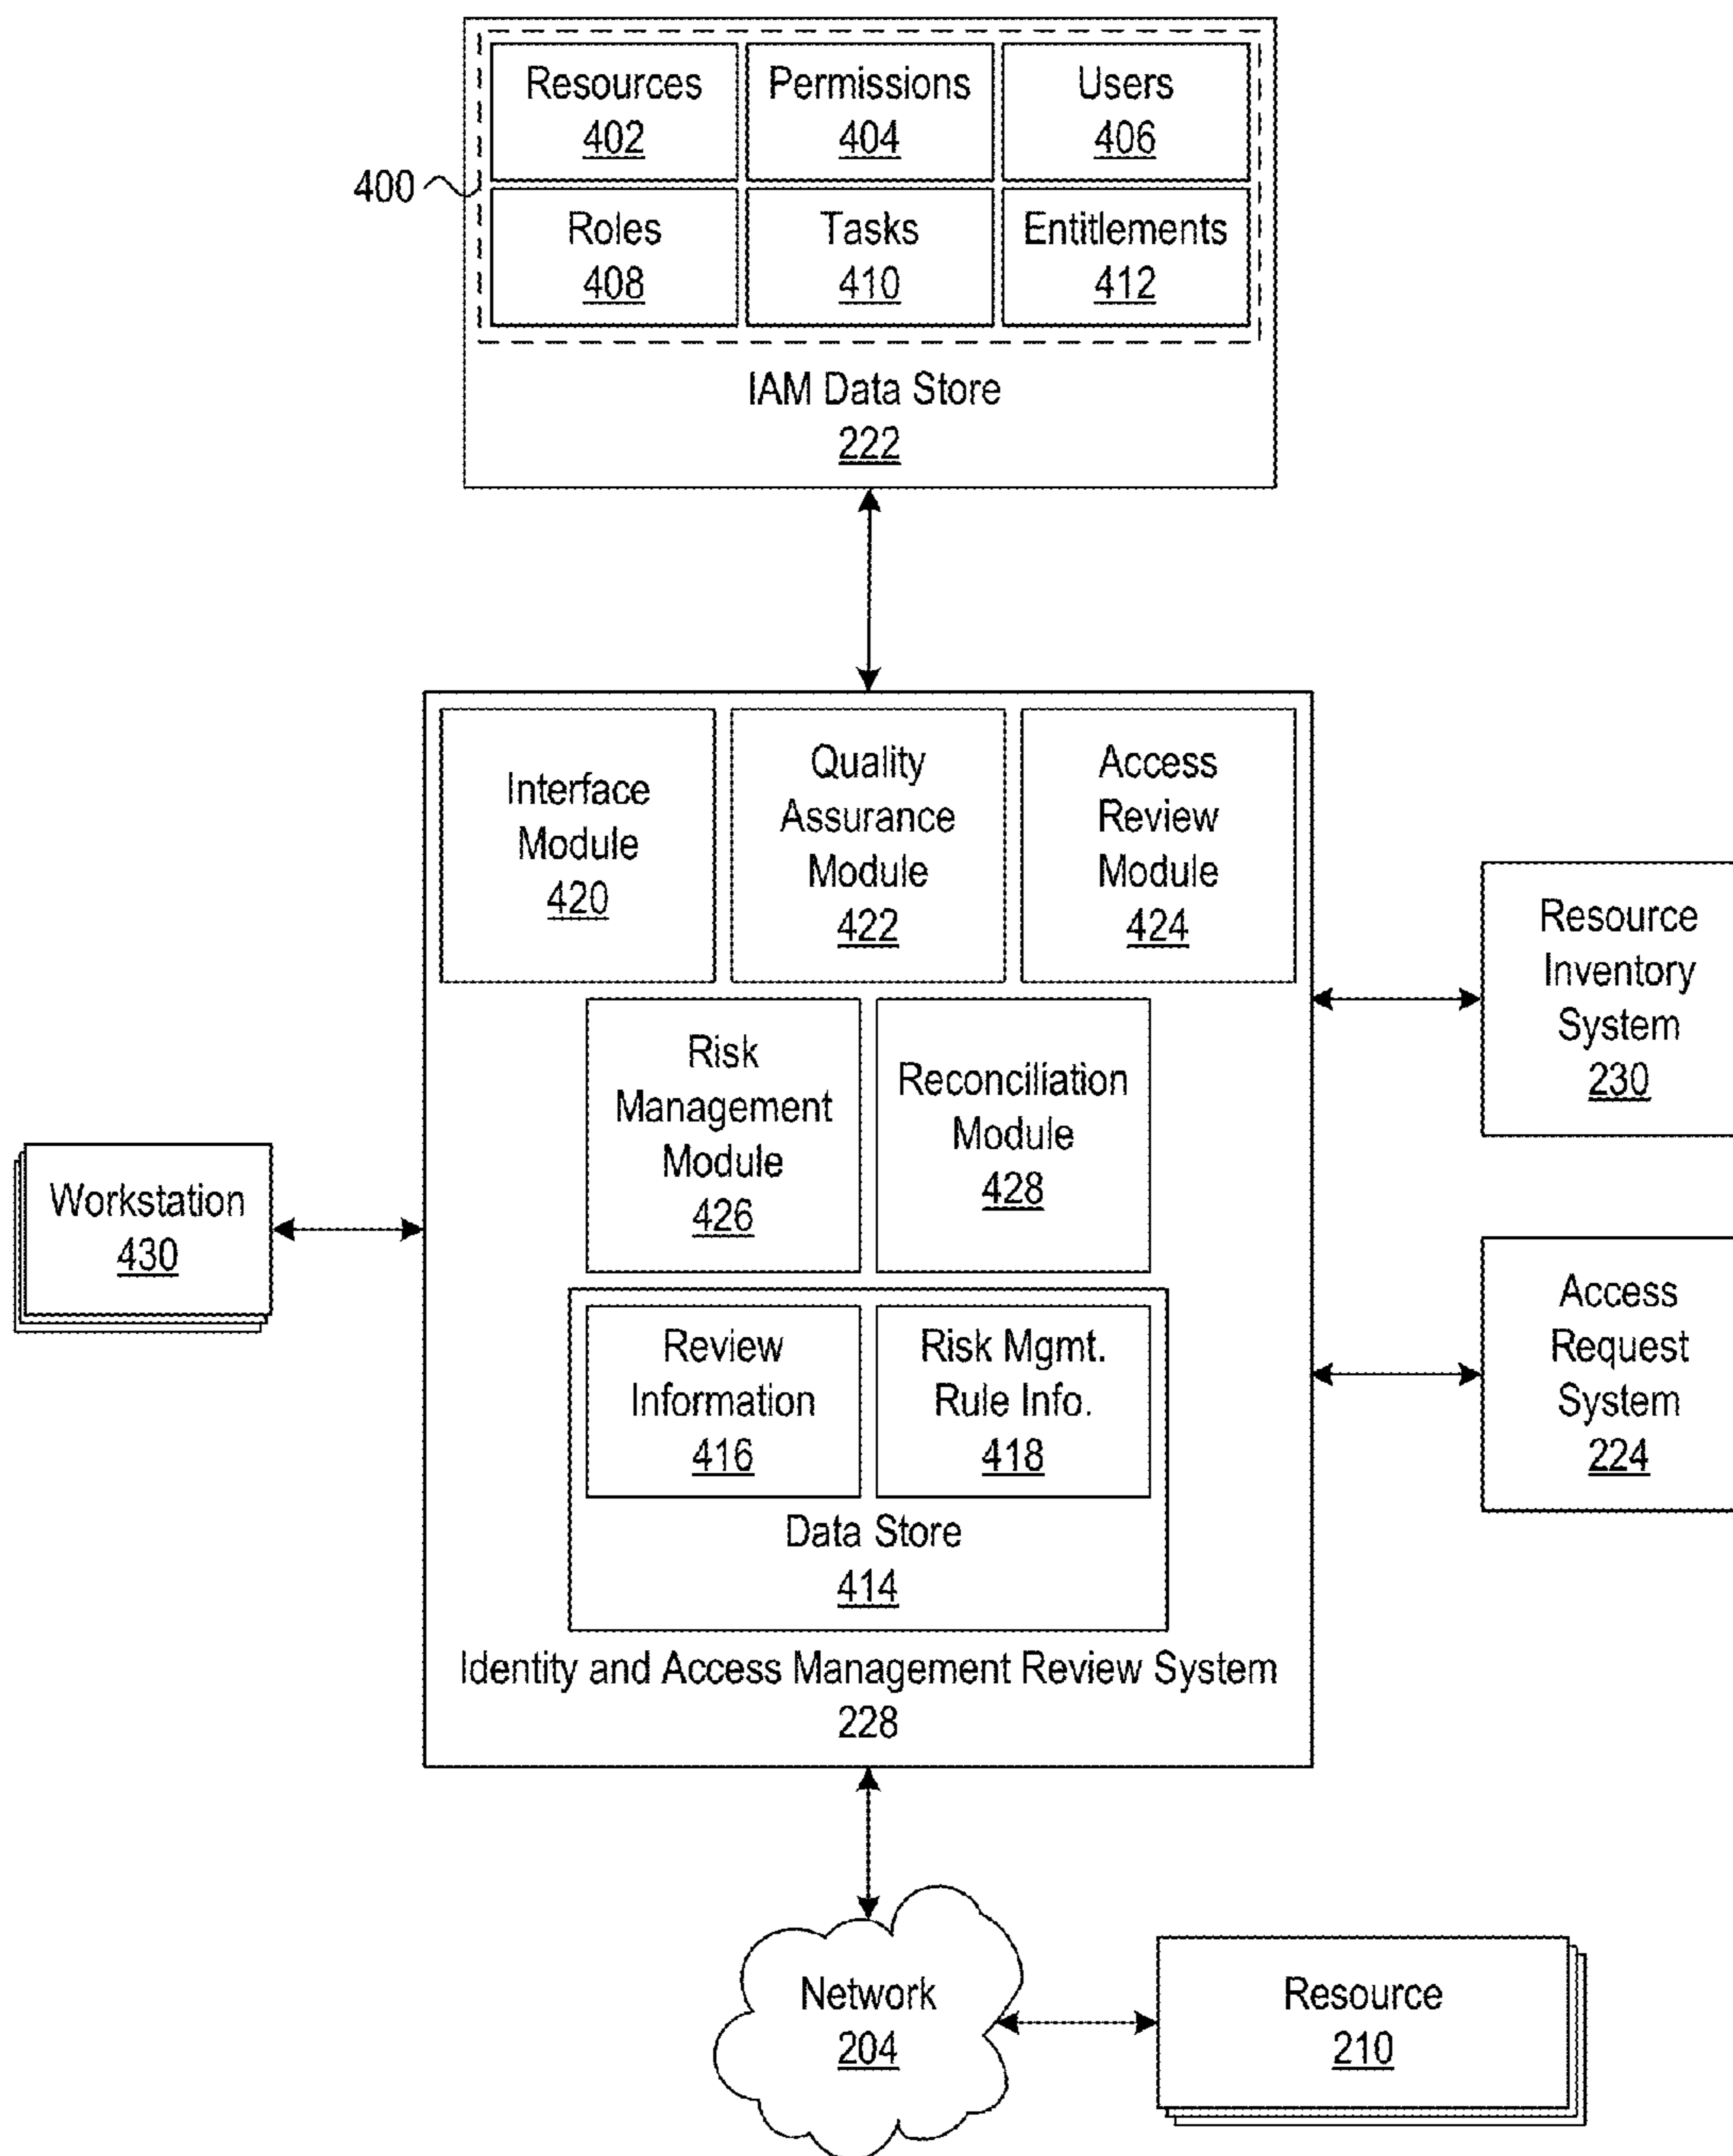 Resources
402
Permissions
404
Users
406
400
Roles
408
Tasks
410
Entitlements
412
IAM Data Store
222
Interface
Module
420
Quality
Assurance
Module
422
Access
Review
Module
424
Resource
Inventory
System
230
Risk
Management
Module
426
Reconciliation
Module
428
Workstation
430
Access
Request
System
224
Review
Information
416
Risk Mgmt.
Rule Info.
418
Data Store
414
Identity and Access Management Review System
228
Network
204
Resource
210